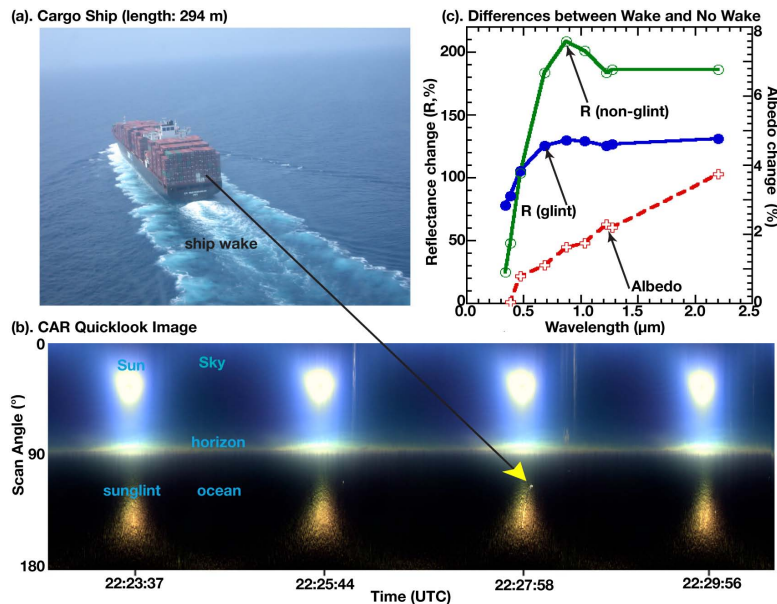 (a). Cargo Ship (length: 294 m)
ship wake
(c). Differences between Wake and No Wake
Reflectance change (R,%)
200
160
120
80
50
0
R (non-glint)
R (glint)
Albedo
8
6
4
2
0
Albedo change (%)
0.0 0.5 1.0 1.5 2.0 2.5
Wavelength (µm)
(b). CAR Quicklook Image
Scan Angle (°)
0
90
180
Sun
Sky
horizon
sunglint
ocean
22:23:37 22:25:44 22:27:58 22:29:56
Time (UTC)